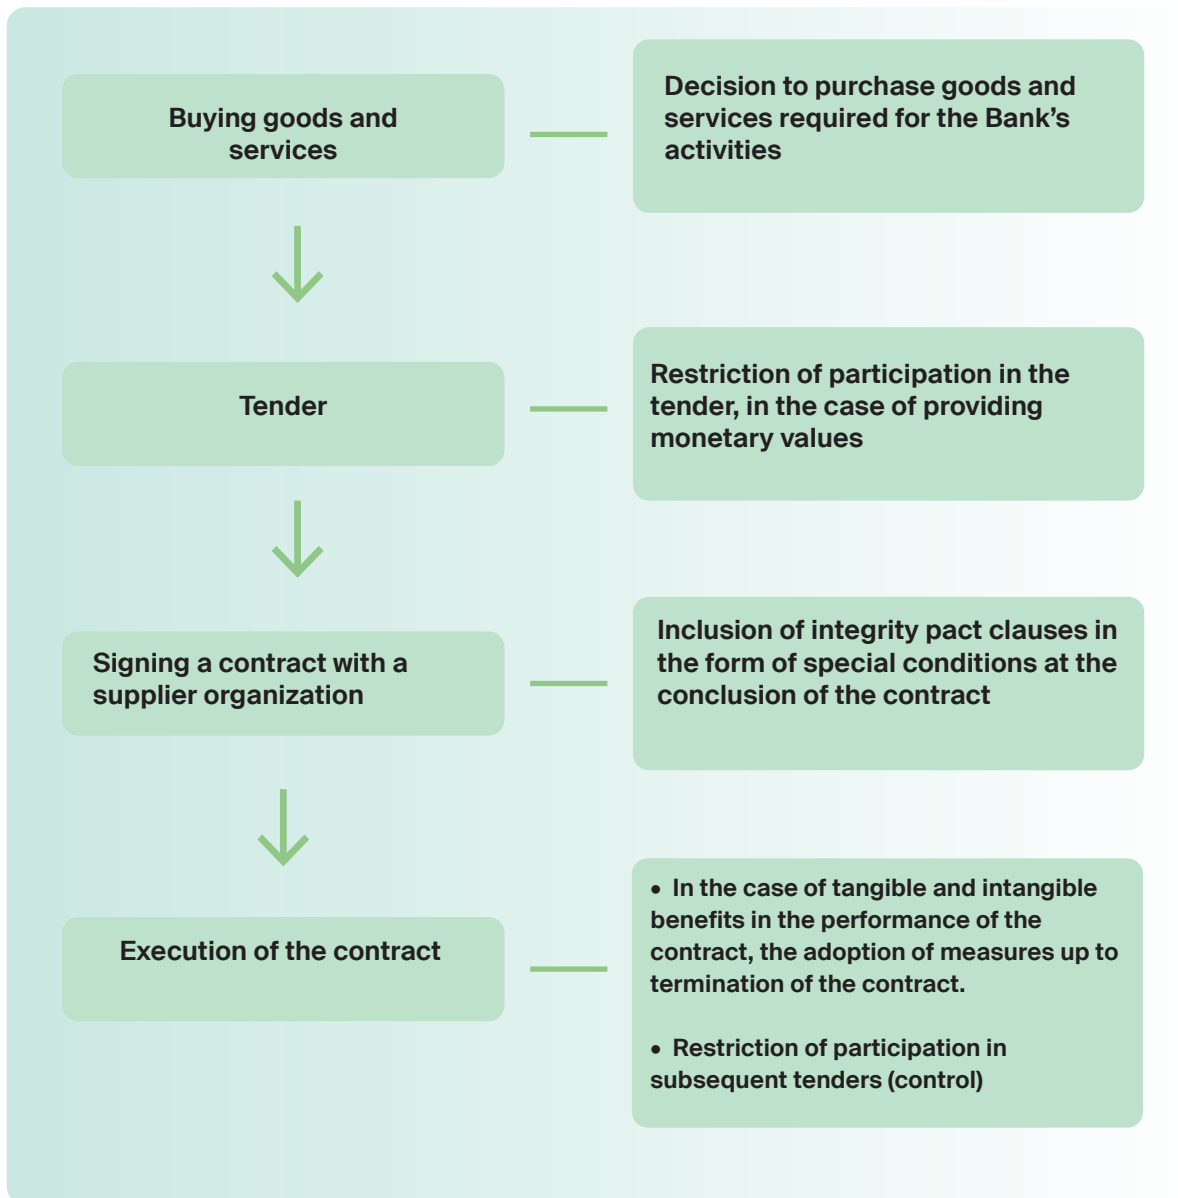 Buying goods and
services
Decision to purchase goods and
services required for the Bank’s
activities
Tender
Restriction of participation in the
tender, in the case of providing
monetary values
Signing a contract with a
supplier organization
Inclusion of integrity pact clauses in
the form of special conditions at the
conclusion of the contract
Execution of the contract
• In the case of tangible and intangible
benefits in the performance of the
contract, the adoption of measures up to
termination of the contract.
• Restriction of participation in
subsequent tenders (control)